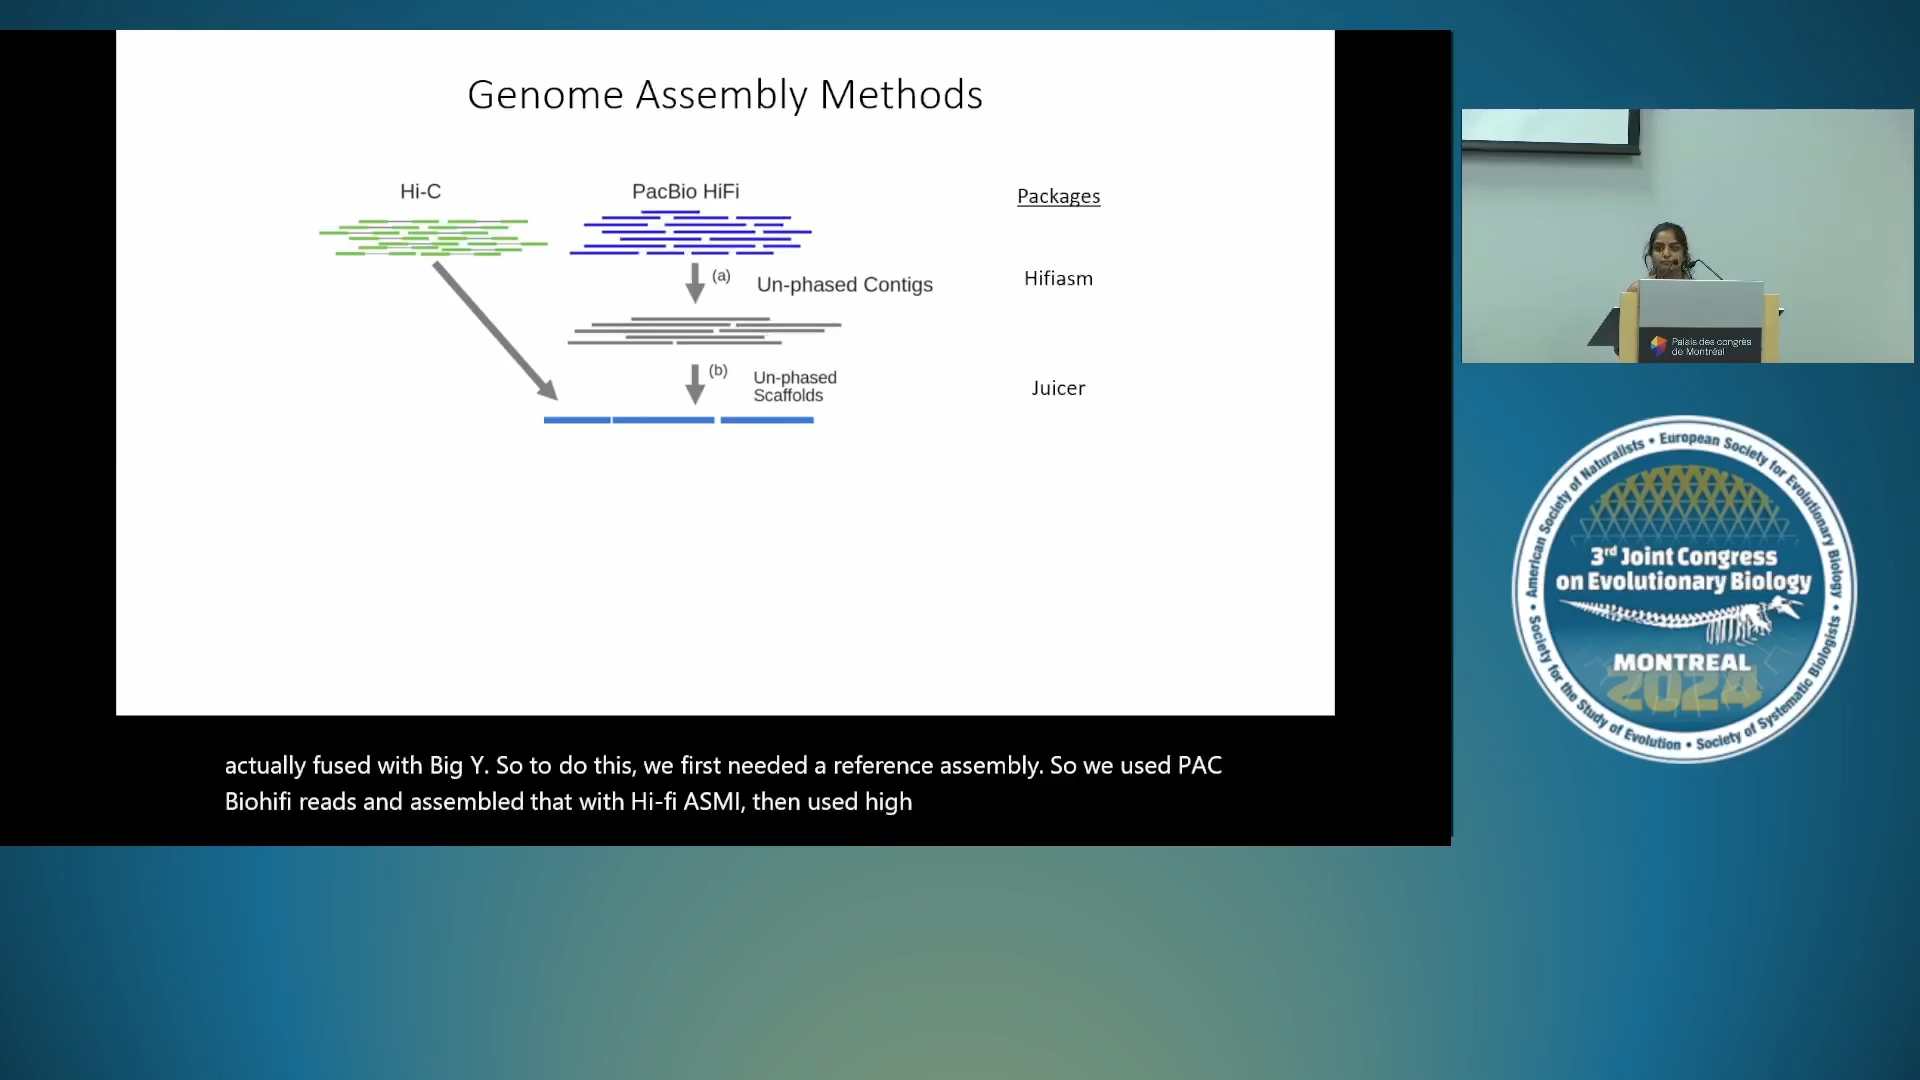 Genome Assembly Methods
Hi-C
PacBio HiFi
Packages
(a)
Un-phased Contigs
Hifiasm
(b)
Un-phased
Scaffolds
Juicer
actually fused with Big Y. So to do this, we first needed a reference assembly. So we used PAC
Biohifi reads and assembled that with Hi-fi ASMI, then used high
Palais des congrès
de Montréal
American Society of Naturalists • European Society for Evolutionary Biology •
Society for the Study of Evolution • Society of Systematic Biologists •
3rd Joint Congress
on Evolutionary Biology
MONTREAL
2024